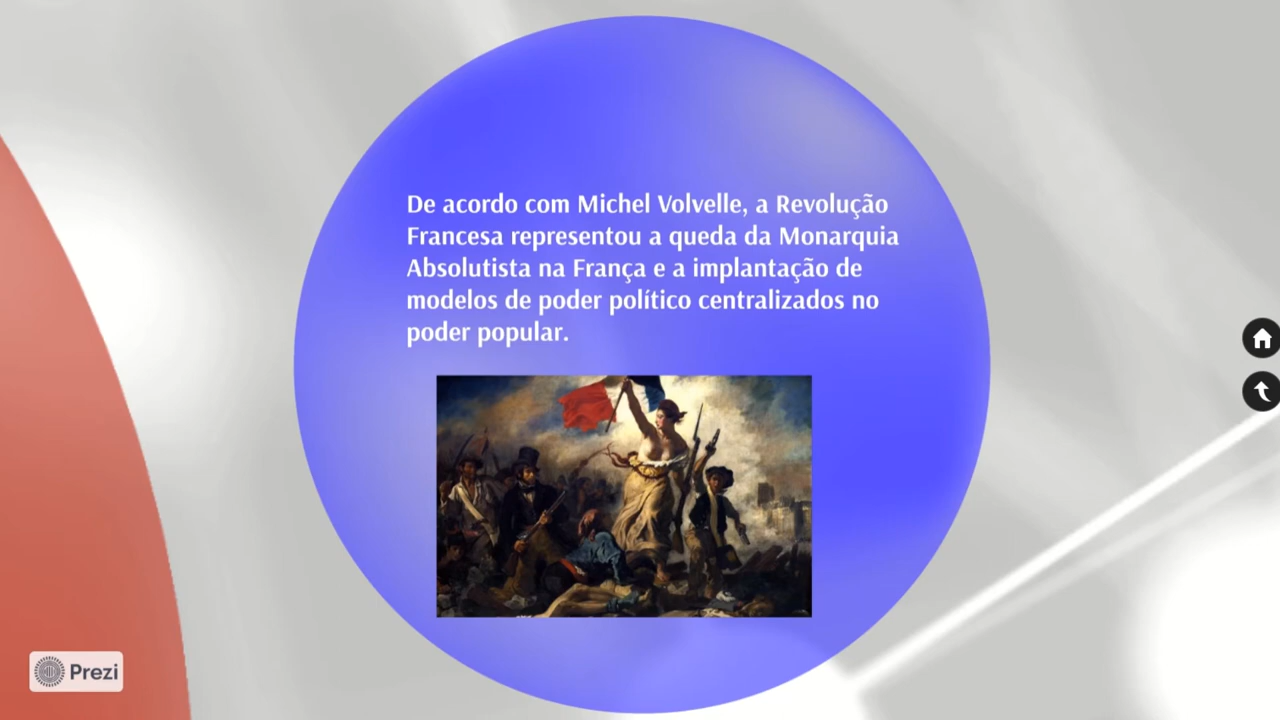 De acordo com Michel Volvelle, a Revolução
Francesa representou a queda da Monarquia
Absolutista na França e a implantação de
modelos de poder político centralizados no
poder popular.
Prezi